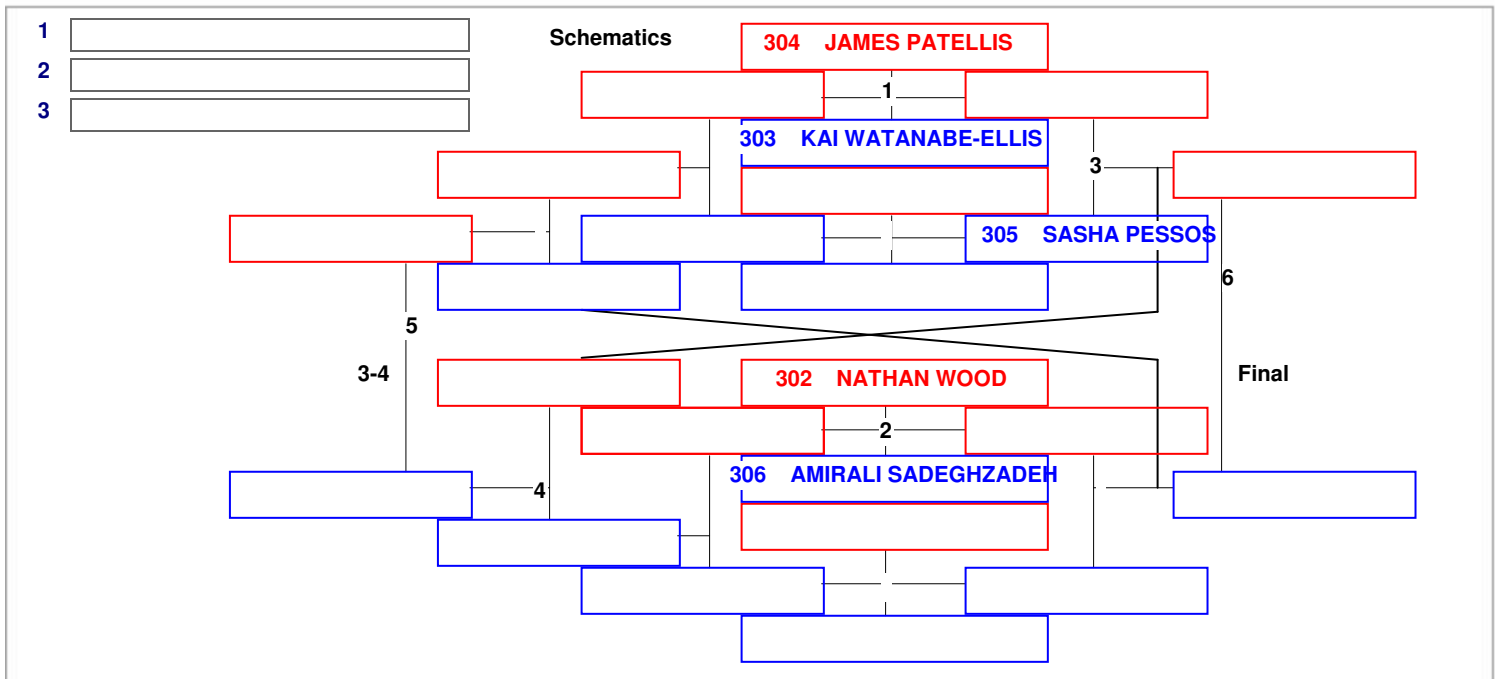 1
Schematics
304 JAMES PATELLIS
2
1
3
303 KAI WATANABE-ELLIS
3
305 SASHA PESSOS
6
5
3-4
302 NATHAN WOOD
Final
2
306 AMIRALI SADEGHZADEH
4